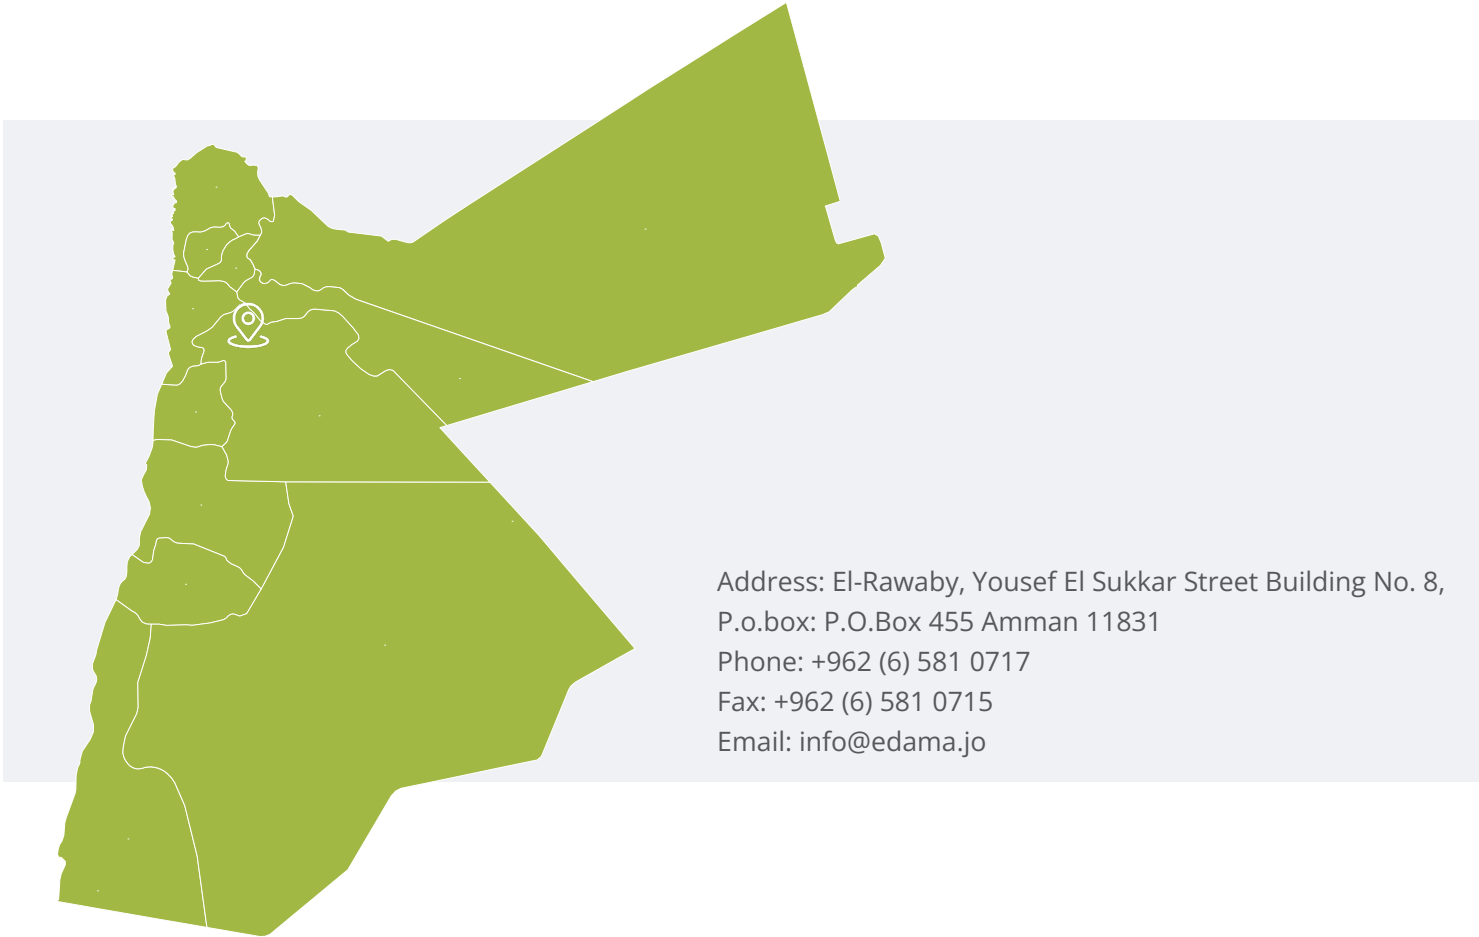 Address: El-Rawaby, Yousef El Sukkar Street Building No. 8,
P.o.box: P.O.Box 455 Amman 11831
Phone: +962 (6) 581 0717
Fax: +962 (6) 581 0715
Email: info@edama.jo